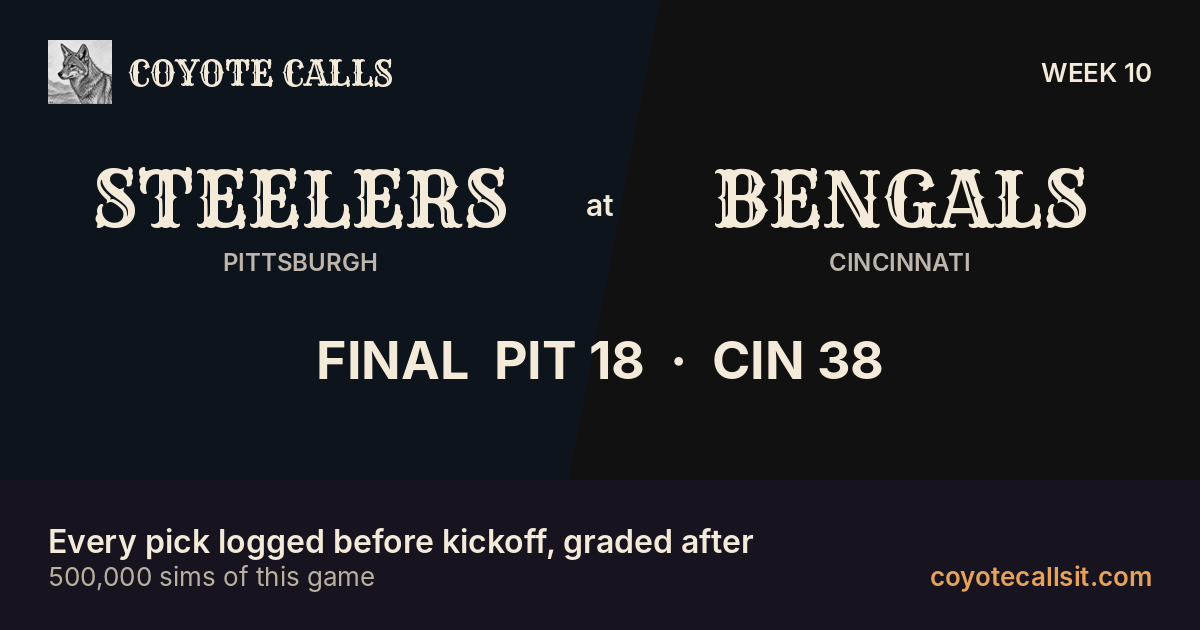 COYOTE CALLS
WEEK 10
STEELERS at BENGALS
PITTSBURGH CINCINNATI
FINAL PIT 18 · CIN 38
Every pick logged before kickoff, graded after
500,000 sims of this game
coyotecallsit.com